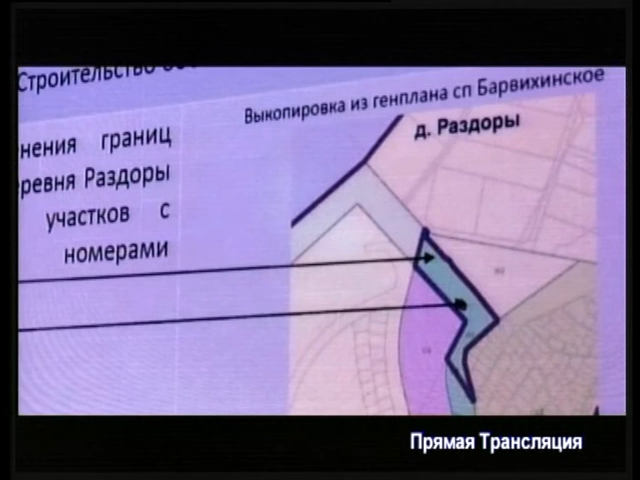 Строительство
Выкопировка из генплана сп Барвихинское
д. Раздоры
нения границ
ревня Раздоры
участков с
номерами
Прямая Трансляция